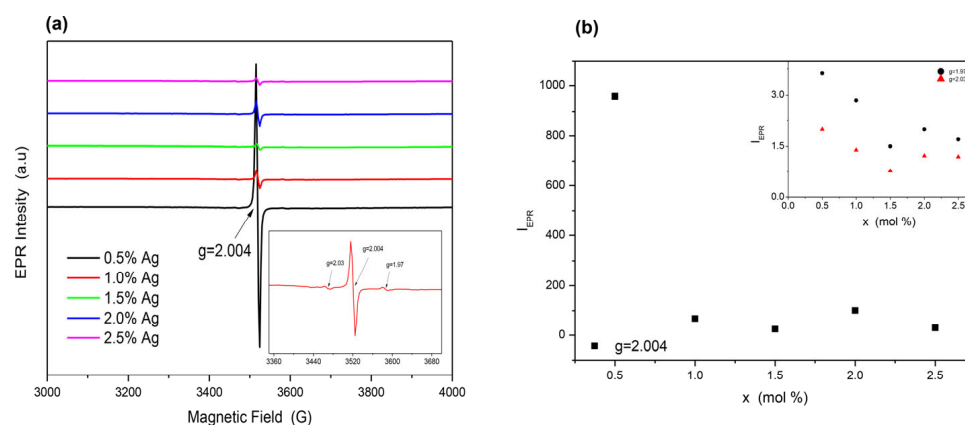 (a)
EPR Intesity (a.u)
g=2.004
0.5% Ag
1.0% Ag
1.5% Ag
2.0% Ag
2.5% Ag
g=2.03
g=2.004
g=1.97
3360 3440 3520 3600 3680
3000 3200 3400 3600 3800 4000
Magnetic Field (G)
(b)
I_EPR
1000
800
600
400
200
0
g=2.004
0.5 1.0 1.5 2.0 2.5
x (mol %)
I_EPR
3.0
1.5
0.0
g=1.97
g=2.03
0.0 0.5 1.0 1.5 2.0 2.5
x (mol %)